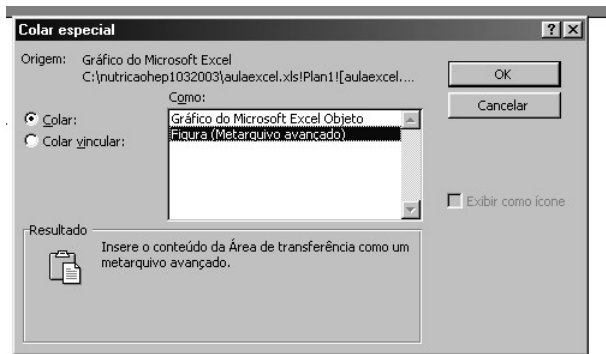 Colar especial
Origem: Gráfico do Microsoft Excel
C:\nutricaohep1032003\aulaexcel.xls!Plan1![aulaexcel....
Como:
Colar:
Colar vincular:
Gráfico do Microsoft Excel Objeto
Figura (Metarquivo avançado)
OK
Cancelar
Exibir como ícone
Resultado
Insere o conteúdo da Área de transferência como um
metarquivo avançado.